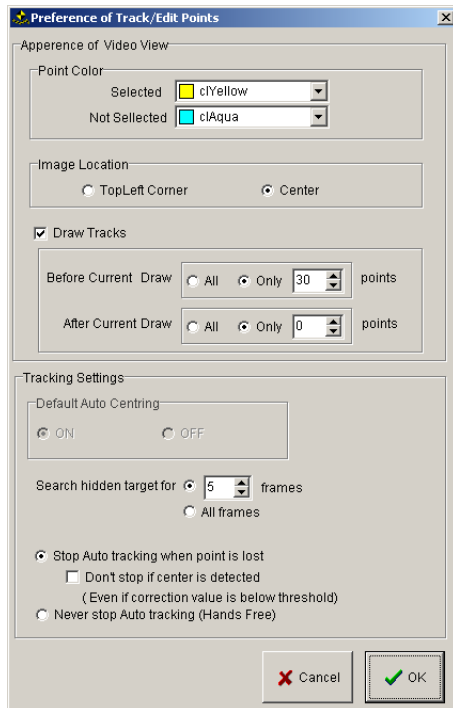 Preference of Track/Edit Points
Apperence of Video View
Point Color
Selected clYellow
Not Sellected clAqua
Image Location
TopLeft Corner Center
Draw Tracks
Before Current Draw All Only 30 points
After Current Draw All Only 0 points
Tracking Settings
Default Auto Centring
ON OFF
Search hidden target for 5 frames
All frames
Stop Auto tracking when point is lost
Don't stop if center is detected
( Even if correction value is below threshold)
Never stop Auto tracking (Hands Free)
Cancel OK